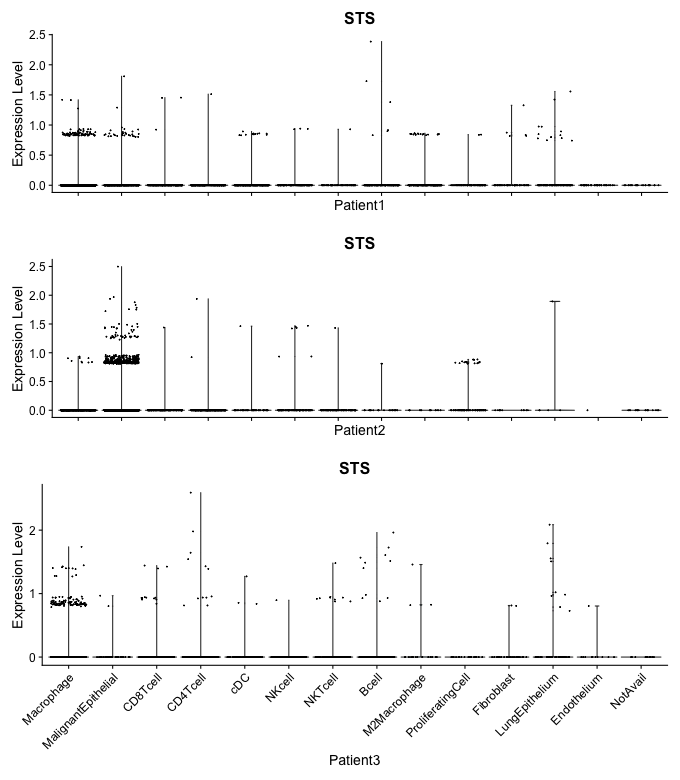 STS
Expression Level
2.5
2.0
1.5
1.0
0.5
0.0
Patient1
STS
Expression Level
2.5
2.0
1.5
1.0
0.5
0.0
Patient2
STS
Expression Level
2
1
0
Macrophage
MalignantEpithelial
CD8Tcell
CD4Tcell
cDC
NKcell
NKTcell
Bcell
M2Macrophage
ProliferatingCell
Fibroblast
LungEpithelium
Endothelium
NotAvail
Patient3